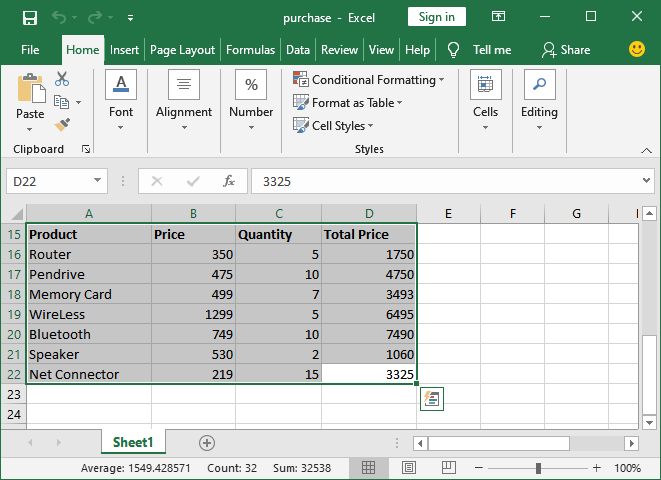 purchase - Excel
Sign in
File Home Insert Page Layout Formulas Data Review View Help Tell me Share
Paste
Clipboard
A
Font
Alignment
%
Number
Conditional Formatting
Format as Table
Cell Styles
Styles
Cells
Editing
D22 fx 3325
A B C D E F G
15 Product Price Quantity Total Price
16 Router 350 5 1750
17 Pendrive 475 10 4750
18 Memory Card 499 7 3493
19 WireLess 1299 5 6495
20 Bluetooth 749 10 7490
21 Speaker 530 2 1060
22 Net Connector 219 15 3325
23
24
Sheet1
Average: 1549.428571 Count: 32 Sum: 32538 100%